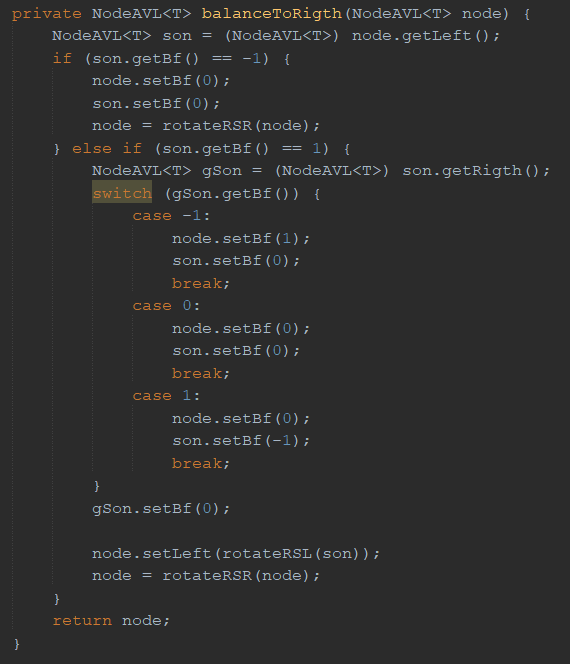 private NodeAVL<T> balanceToRigth(NodeAVL<T> node) {
    NodeAVL<T> son = (NodeAVL<T>) node.getLeft();
    if (son.getBf() == -1) {
        node.setBf(0);
        son.setBf(0);
        node = rotateRSR(node);
    } else if (son.getBf() == 1) {
        NodeAVL<T> gSon = (NodeAVL<T>) son.getRigth();
        switch (gSon.getBf()) {
            case -1:
                node.setBf(1);
                son.setBf(0);
                break;
            case 0:
                node.setBf(0);
                son.setBf(0);
                break;
            case 1:
                node.setBf(0);
                son.setBf(-1);
                break;
        }
        gSon.setBf(0);

        node.setLeft(rotateRSL(son));
        node = rotateRSR(node);
    }
    return node;
}